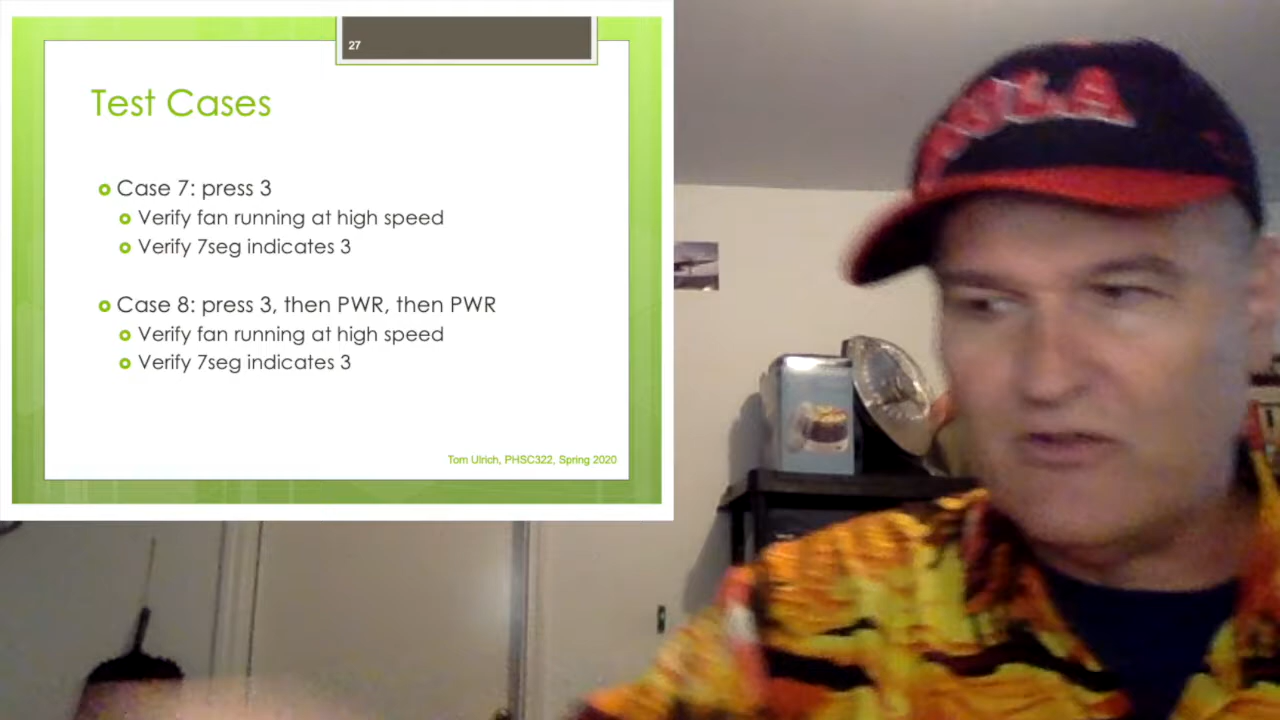 27
Test Cases
Case 7: press 3
Verify fan running at high speed
Verify 7seg indicates 3
Case 8: press 3, then PWR, then PWR
Verify fan running at high speed
Verify 7seg indicates 3
Tom Ulrich, PHSC322, Spring 2020